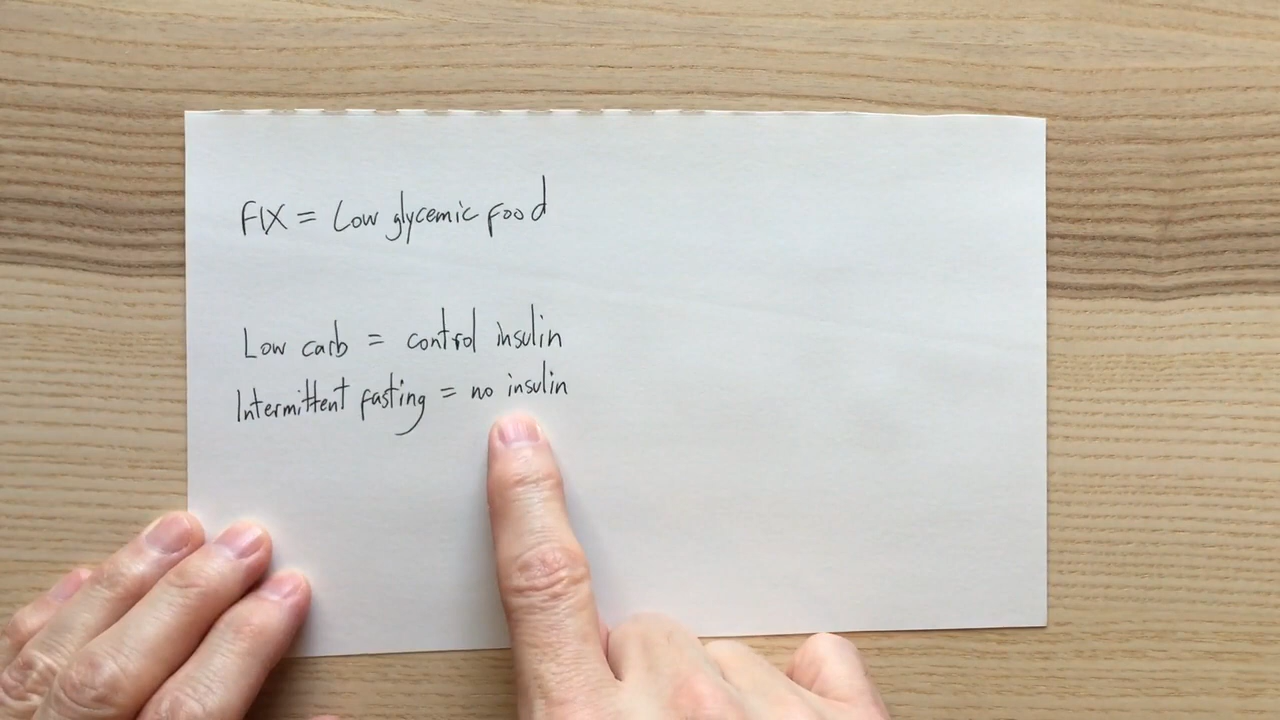 FIX = Low glycemic food
Low carb = control insulin
Intermittent fasting = no insulin